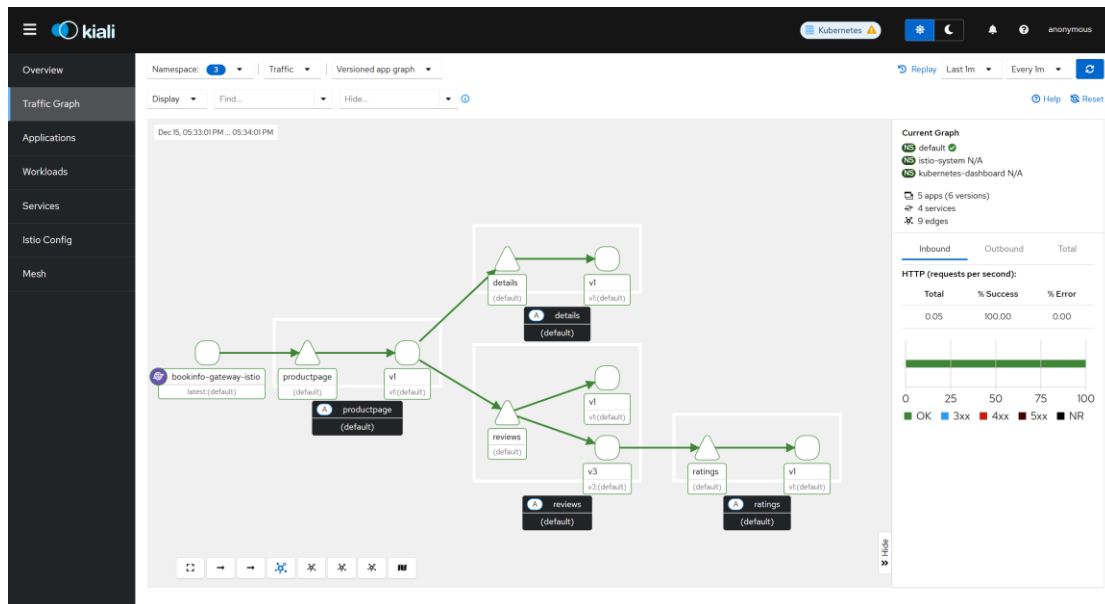 kiali
Kubernetes
anonymous
Overview
Traffic Graph
Applications
Workloads
Services
Istio Config
Mesh
Namespace: 3
Traffic
Versioned app graph
Replay
Last 1m
Every 1m
Display
Find...
Hide...
Help
Reset
Dec 15, 05:33:01 PM ... 05:34:01 PM
details
(default)
v1
v1:(default)
A details
(default)
bookinfo-gateway-istio
latest:(default)
productpage
(default)
v1
v1:(default)
A productpage
(default)
reviews
(default)
v1
v1:(default)
v3
v3:(default)
A reviews
(default)
ratings
(default)
v1
v1:(default)
A ratings
(default)
Hide
Current Graph
NS default
NS istio-system N/A
NS kubernetes-dashboard N/A
5 apps (6 versions)
4 services
9 edges
Inbound Outbound Total
HTTP (requests per second):
Total % Success % Error
0.05 100.00 0.00
0 25 50 75 100
OK 3xx 4xx 5xx NR